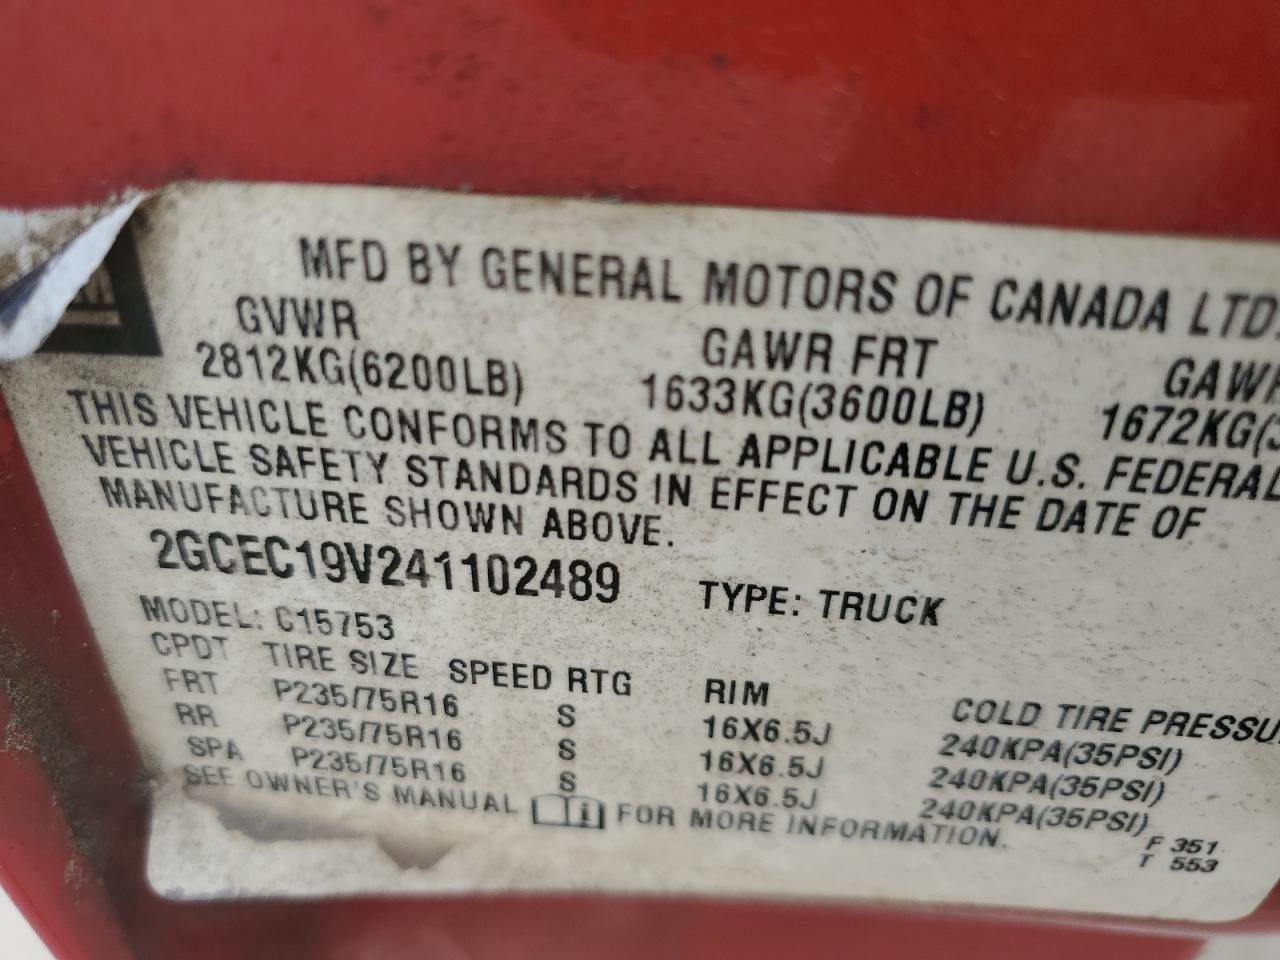 MFD BY GENERAL MOTORS OF CANADA LTD.
GVWR GAWR FRT
2812KG(6200LB) 1633KG(3600LB) 1672KG(
THIS VEHICLE CONFORMS TO ALL APPLICABLE U.S. FEDERAL
VEHICLE SAFETY STANDARDS IN EFFECT ON THE DATE OF
MANUFACTURE SHOWN ABOVE.
2GCEC19V241102489 TYPE: TRUCK
MODEL: C15753
CPDT TIRE SIZE SPEED RTG RIM COLD TIRE
FRT P235/75R16 S 16X6.5J 240KPA(35PSI)
RR P235/75R16 S 16X6.5J 240KPA(35PSI)
SPA P235/75R16 S 16X6.5J 240KPA(35PSI)
SEE OWNER'S MANUAL FOR MORE INFORMATION.
F 351
T 553